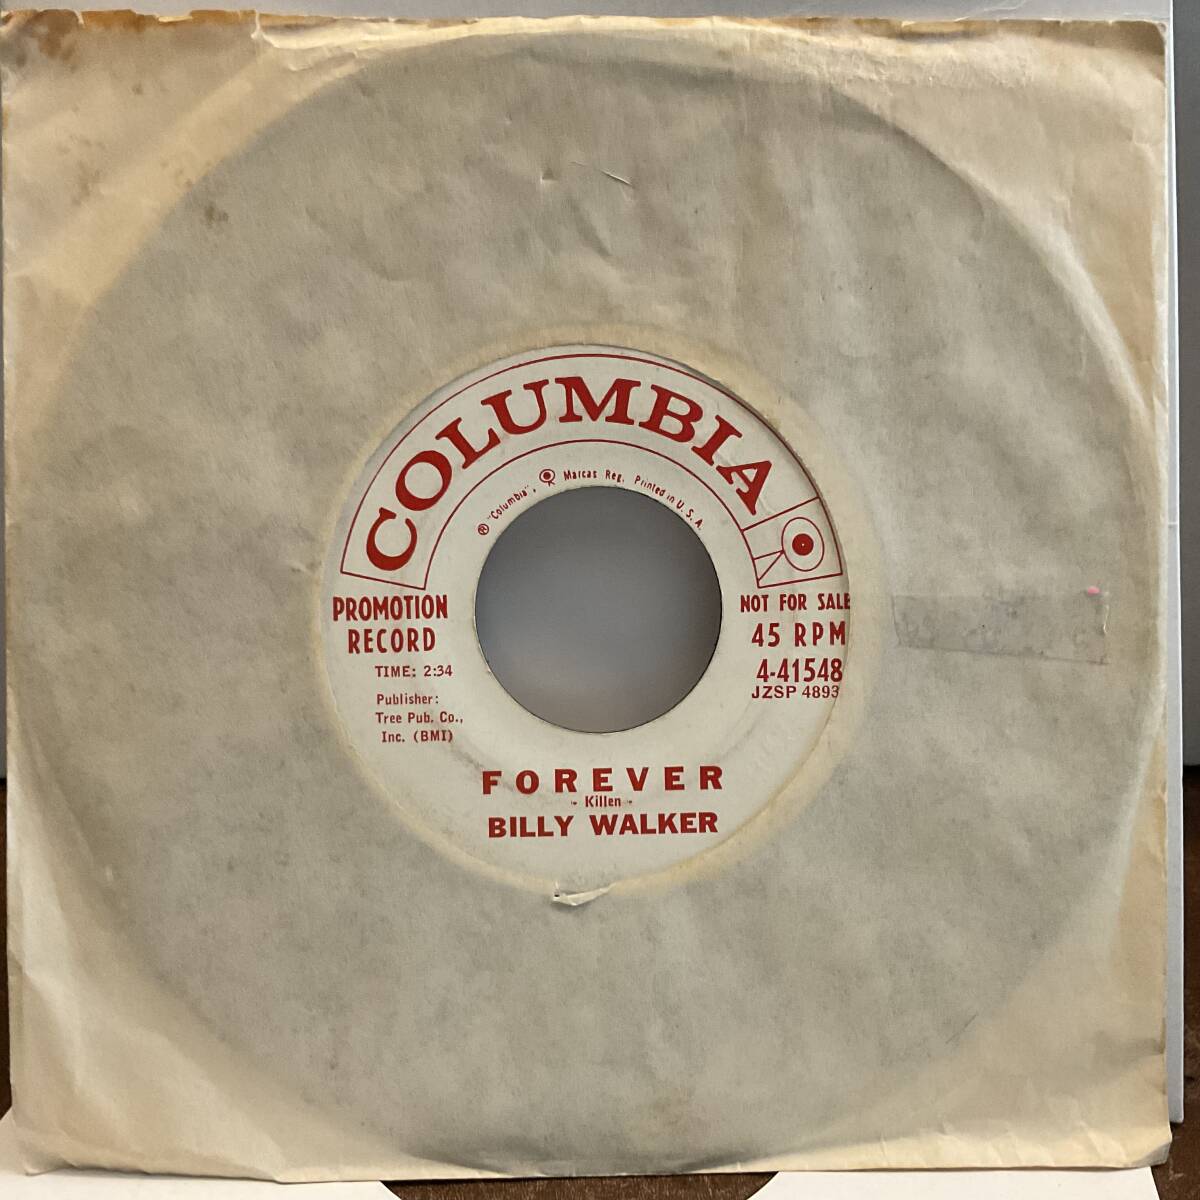 COLUMBIA
® "Columbia", Marcas Reg. Printed in U.S.A.
PROMOTION
RECORD
TIME: 2:34
Publisher:
Tree Pub. Co.,
Inc. (BMI)
NOT FOR SALE
45 RPM
4-41548
JZSP 4893
FOREVER
- Killen -
BILLY WALKER